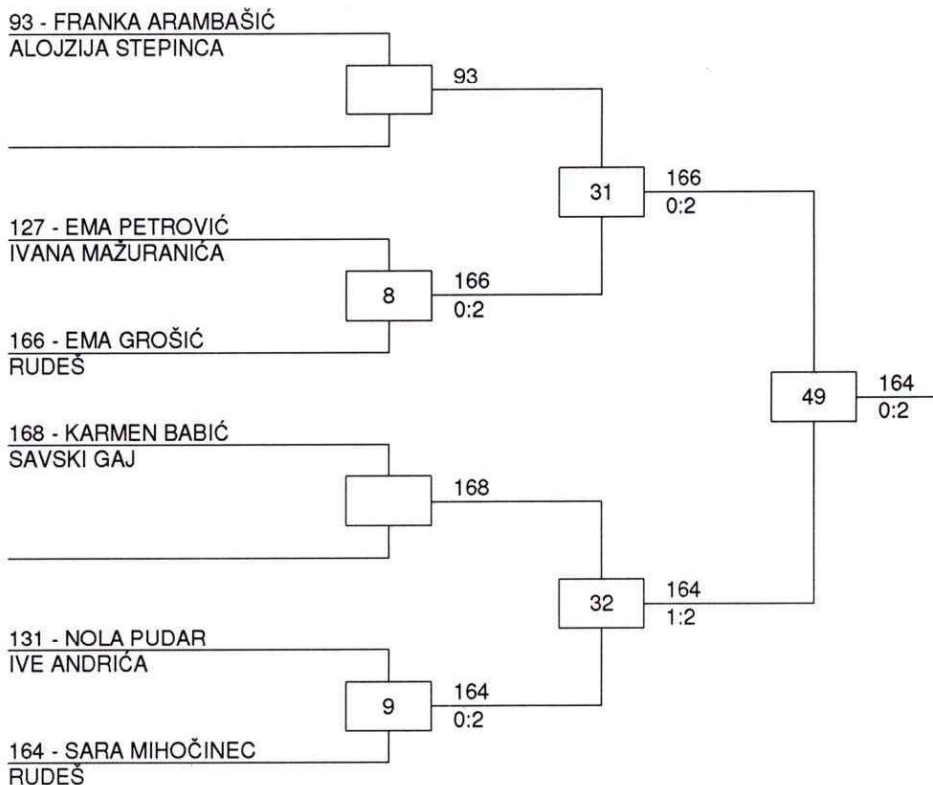 93 - FRANKA ARAMBAŠIĆ
ALOJZIJA STEPINCA
93
31
166
0:2
127 - EMA PETROVIĆ
IVANA MAŽURANIĆA
8
166
0:2
166 - EMA GROŠIĆ
RUDEŠ
49
164
0:2
168 - KARMEN BABIĆ
SAVSKI GAJ
168
32
164
1:2
131 - NOLA PUDAR
IVE ANDRIĆA
9
164
0:2
164 - SARA MIHOČINEC
RUDEŠ